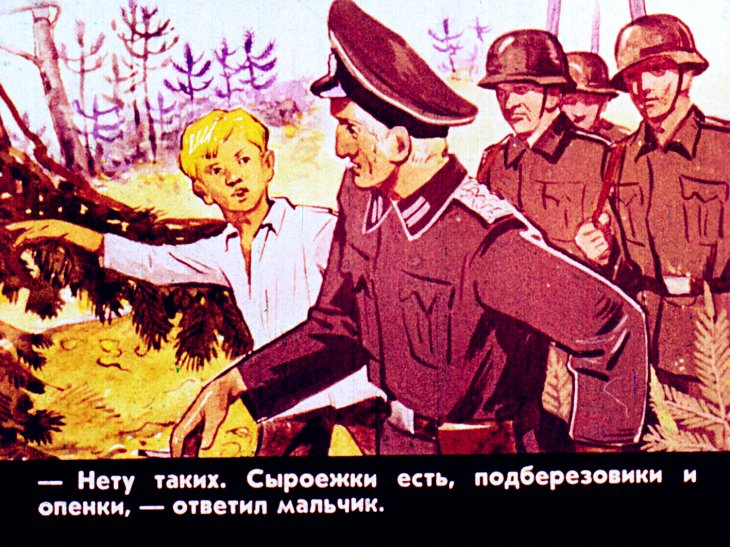 — Нету таких. Сыроежки есть, подберезовики и
опенки, — ответил мальчик.